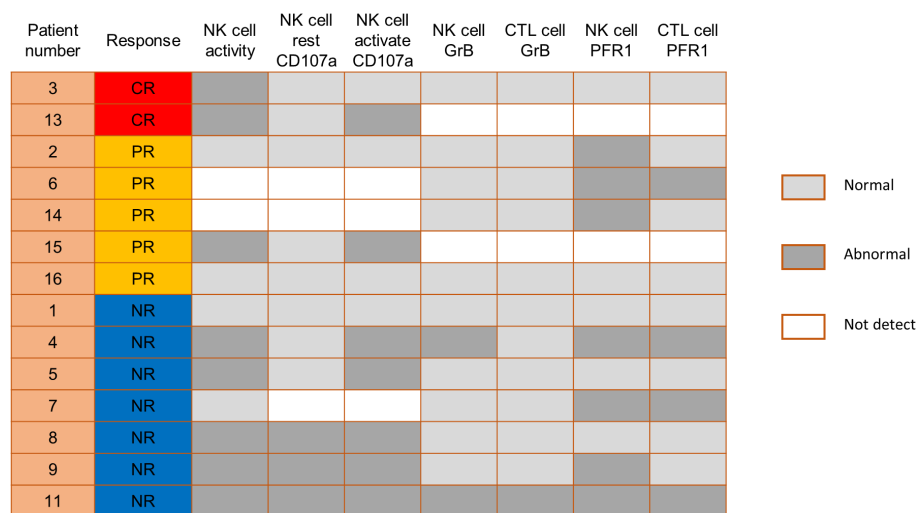 Patient number Response NK cell activity NK cell rest CD107a NK cell activate CD107a NK cell GrB CTL cell GrB NK cell PFR1 CTL cell PFR1
3 CR
13 CR
2 PR
6 PR
14 PR
15 PR
16 PR
1 NR
4 NR
5 NR
7 NR
8 NR
9 NR
11 NR
Normal
Abnormal
Not detect